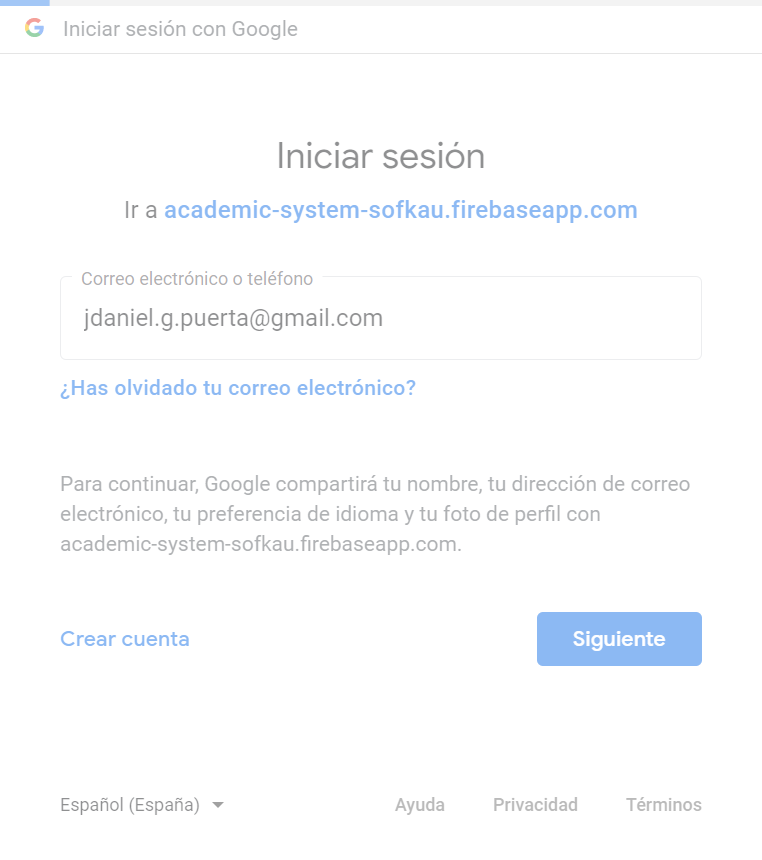 Iniciar sesión con Google
Iniciar sesión
Ir a academic-system-sofkau.firebaseapp.com
Correo electrónico o teléfono
jdaniel.g.puerta@gmail.com
¿Has olvidado tu correo electrónico?
Para continuar, Google compartirá tu nombre, tu dirección de correo
electrónico, tu preferencia de idioma y tu foto de perfil con
academic-system-sofkau.firebaseapp.com.
Crear cuenta Siguiente
Español (España) Ayuda Privacidad Términos